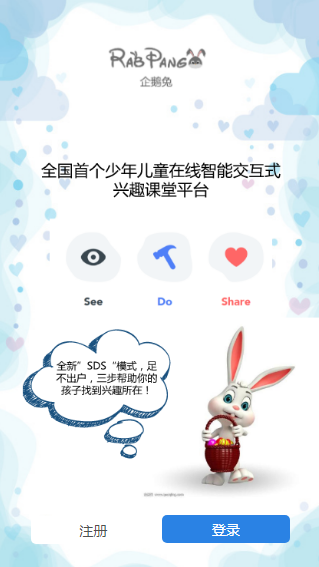 RABPANG
企鹅兔
全国首个少年儿童在线智能交互式
兴趣课堂平台
See Do Share
全新”SDS“模式，足
不出户，三步帮助你的
孩子找到兴趣所在！
注册 登录